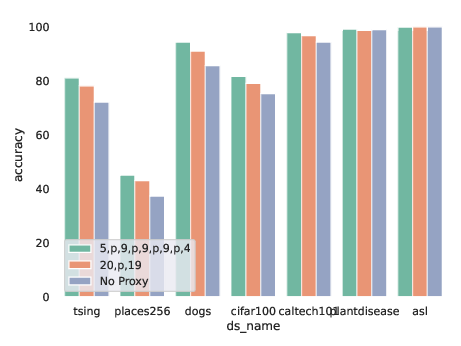 100
80
60
40
20
0
accuracy
5,p,9,p,9,p,9,p,4
20,p,19
No Proxy
tsing places256 dogs cifar100 caltech101 plantdisease asl
ds_name